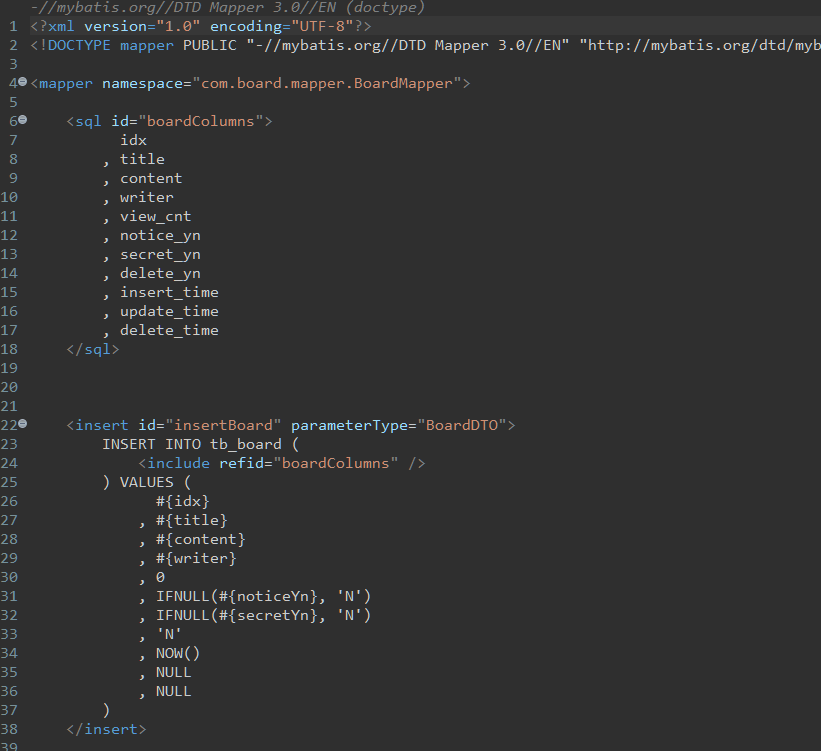 -//mybatis.org//DTD Mapper 3.0//EN (doctype)
1 <?xml version="1.0" encoding="UTF-8"?>
2 <!DOCTYPE mapper PUBLIC "-//mybatis.org//DTD Mapper 3.0//EN" "http://mybatis.org/dtd/myb
3
4 <mapper namespace="com.board.mapper.BoardMapper">
5
6 <sql id="boardColumns">
7 idx
8 , title
9 , content
10 , writer
11 , view_cnt
12 , notice_yn
13 , secret_yn
14 , delete_yn
15 , insert_time
16 , update_time
17 , delete_time
18 </sql>
19
20
21
22 <insert id="insertBoard" parameterType="BoardDTO">
23 INSERT INTO tb_board (
24 <include refid="boardColumns" />
25 ) VALUES (
26 #{idx}
27 , #{title}
28 , #{content}
29 , #{writer}
30 , 0
31 , IFNULL(#{noticeYn}, 'N')
32 , IFNULL(#{secretYn}, 'N')
33 , 'N'
34 , NOW()
35 , NULL
36 , NULL
37 )
38 </insert>
39